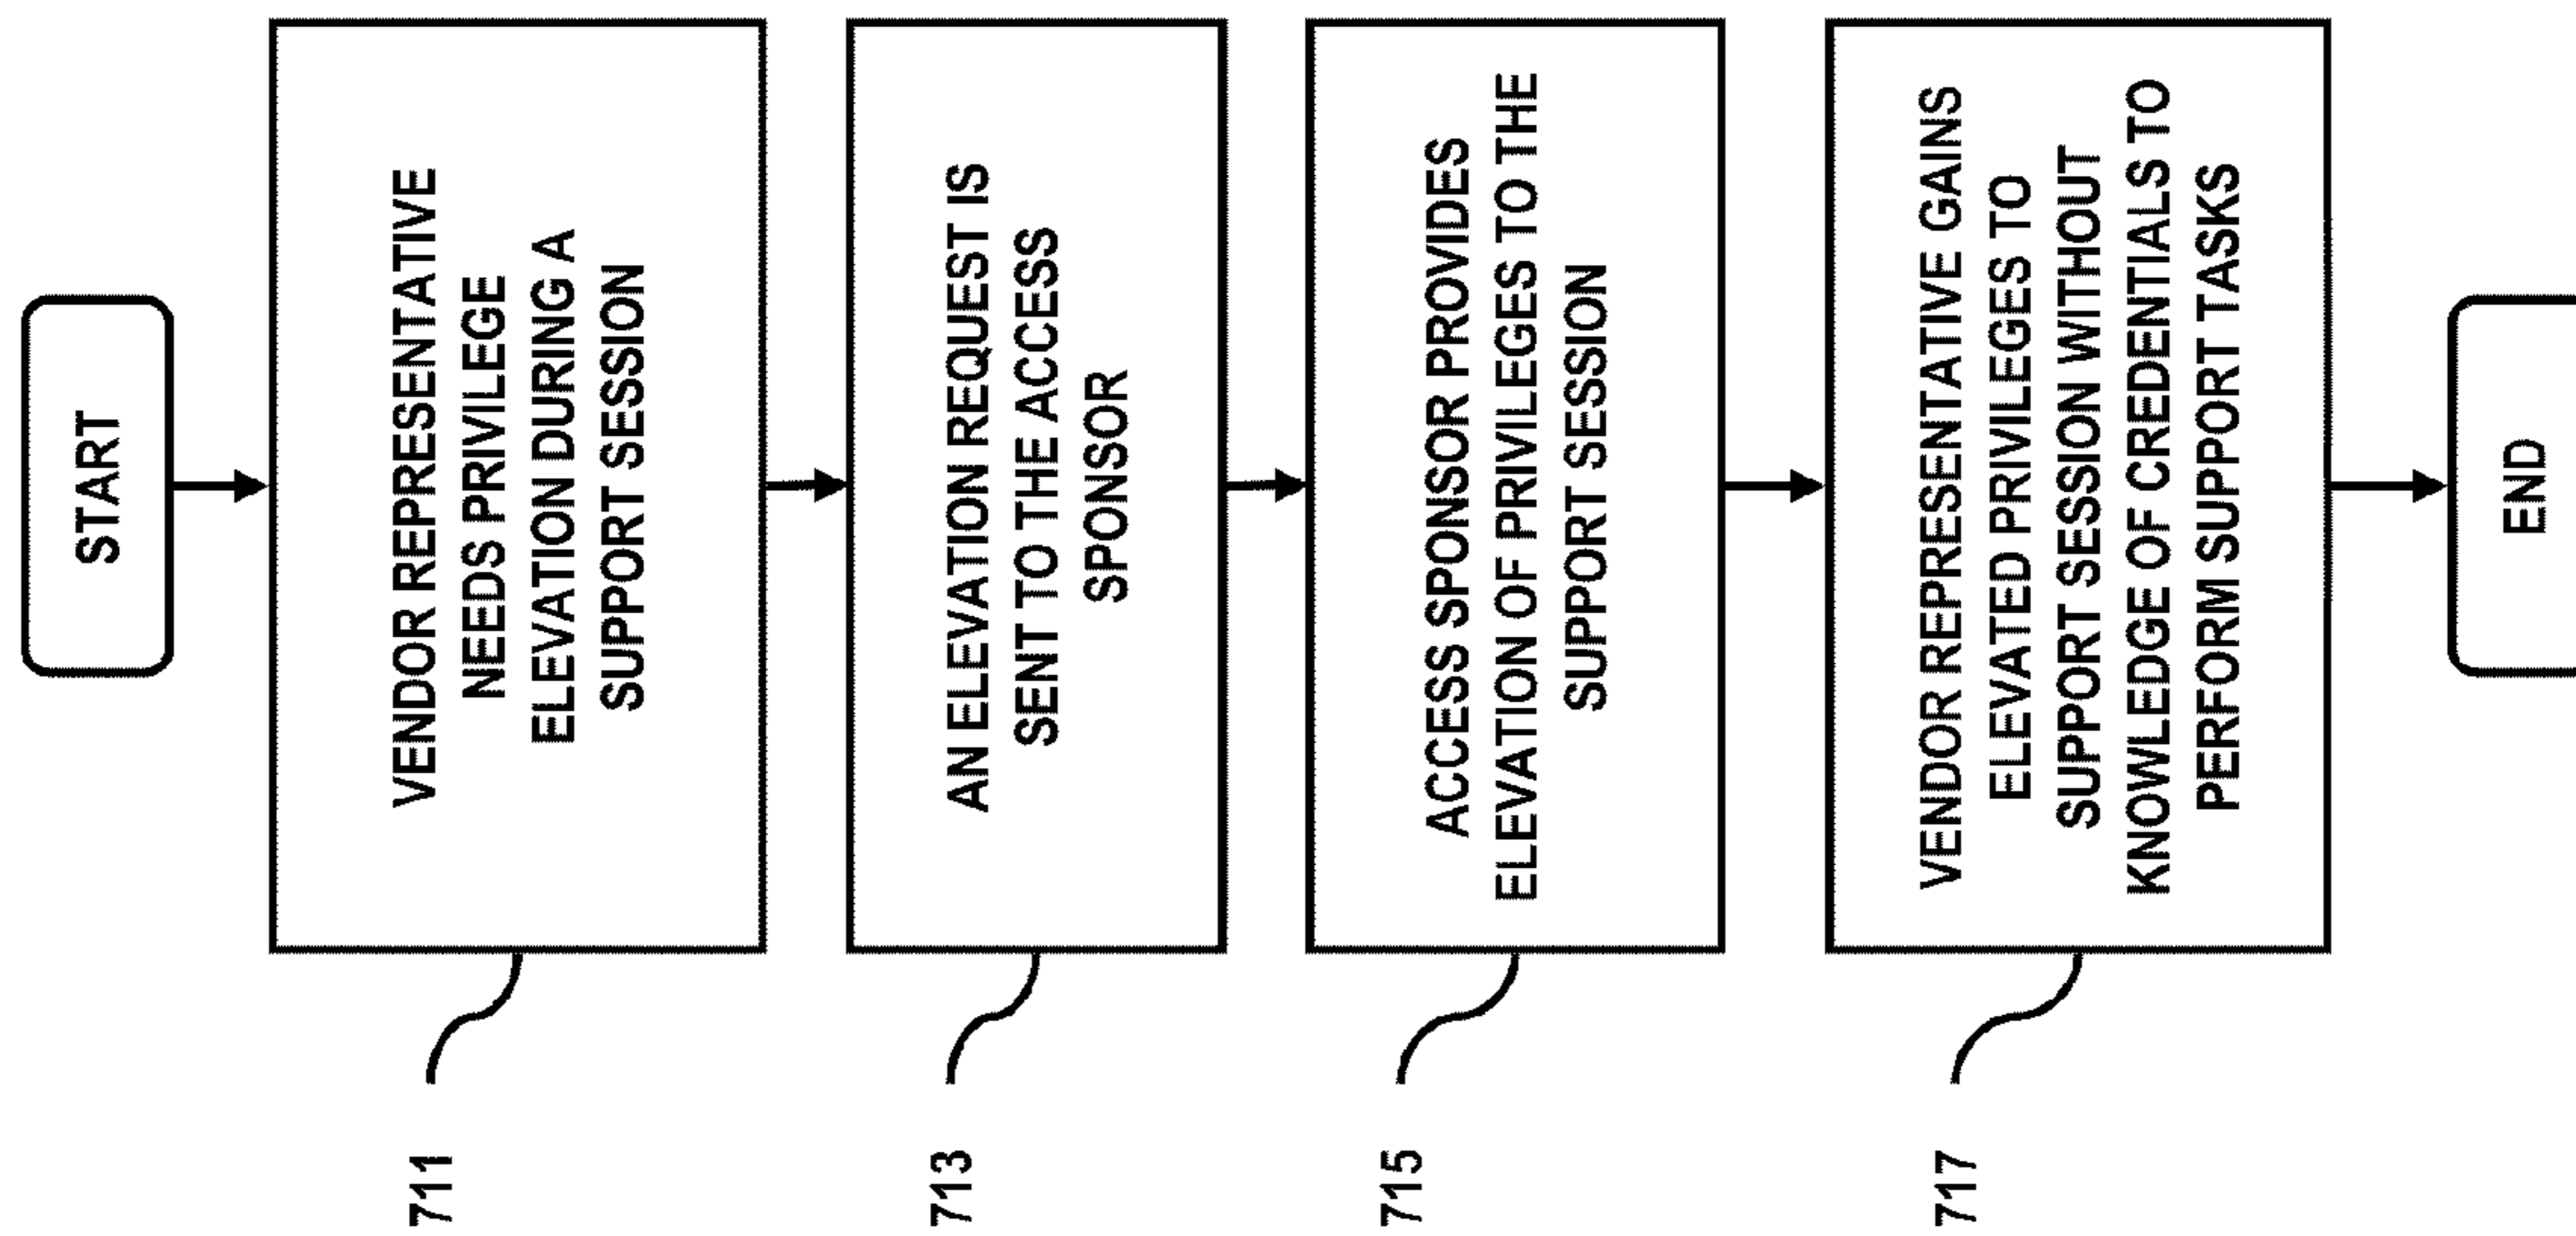 START
711
VENDOR REPRESENTATIVE
NEEDS PRIVILEGE
ELEVATION DURING A
SUPPORT SESSION
713
AN ELEVATION REQUEST IS
SENT TO THE ACCESS
SPONSOR
715
ACCESS SPONSOR PROVIDES
ELEVATION OF PRIVILEGES TO THE
SUPPORT SESSION
717
VENDOR REPRESENTATIVE GAINS
ELEVATED PRIVILEGES TO
SUPPORT SESSION WITHOUT
KNOWLEDGE OF CREDENTIALS TO
PERFORM SUPPORT TASKS
END